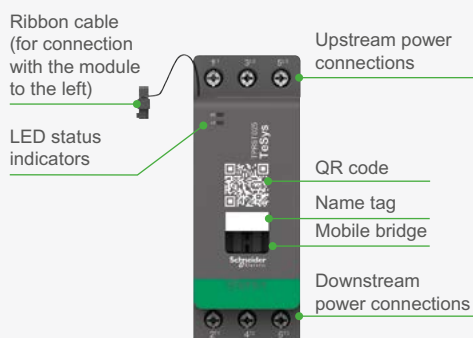 Ribbon cable
(for connection
with the module
to the left)
LED status
indicators
Upstream power
connections
QR code
Name tag
Mobile bridge
Downstream
power connections
TPRST025
TeSys
Schneider
Electric